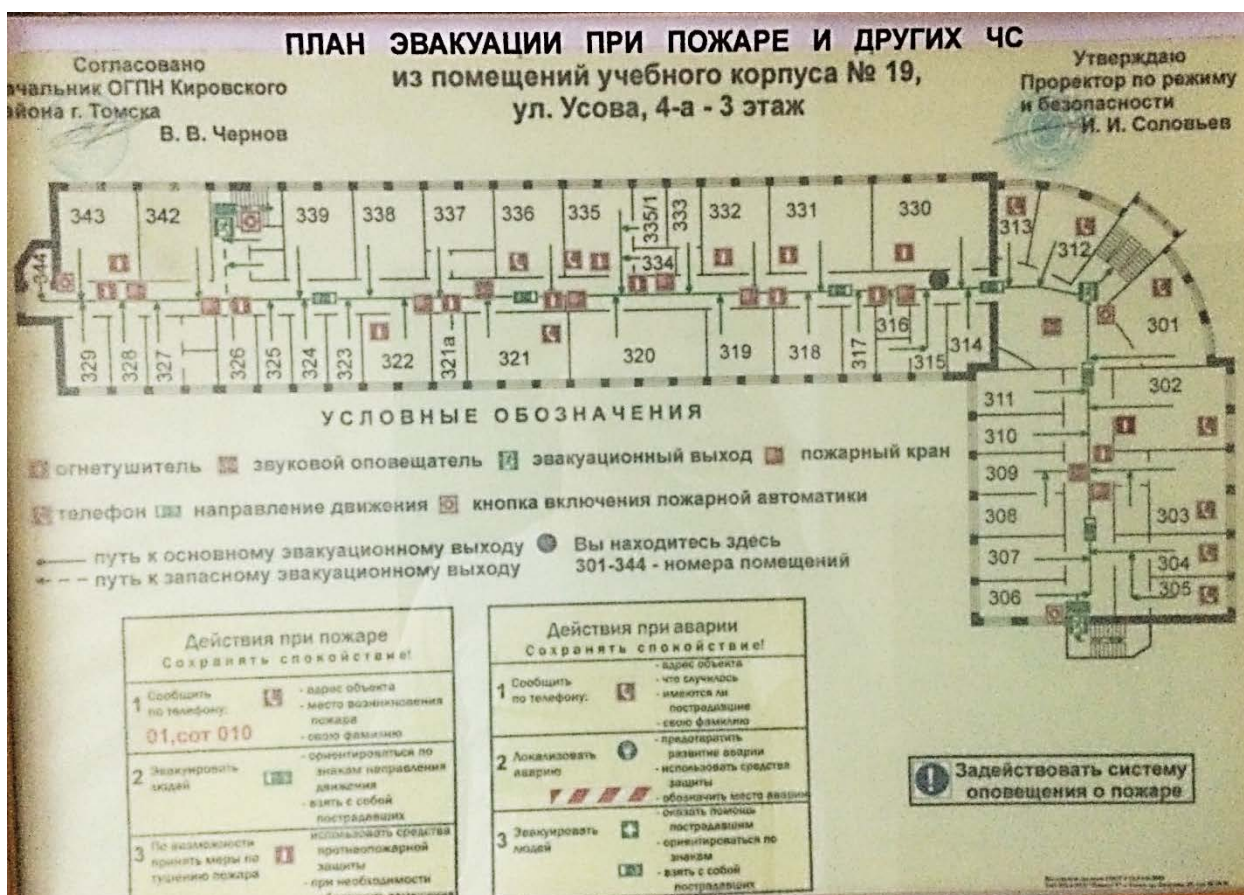 ПЛАН ЭВАКУАЦИИ ПРИ ПОЖАРЕ И ДРУГИХ ЧС
из помещений учебного корпуса № 19,
ул. Усова, 4-а - 3 этаж
Согласовано
ачальник ОГПН Кировского
айона г. Томска
В. В. Чернов
Утверждаю
Проректор по режиму
и безопасности
И. И. Соловьев
343 342 339 338 337 336 335 335/1 333 332 331 330 313 312
344 334 301
329 328 327 326 325 324 323 322 321а 321 320 319 318 317 316 315 314
311 302
310
309
308 303
307 304
306 305
УСЛОВНЫЕ ОБОЗНАЧЕНИЯ
огнетушитель звуковой оповещатель эвакуационный выход пожарный кран
телефон направление движения кнопка включения пожарной автоматики
путь к основному эвакуационному выходу Вы находитесь здесь
путь к запасному эвакуационному выходу 301-344 - номера помещений
Действия при пожаре
Сохранять спокойствие!
1 Сообщить по телефону:
01,сот 010
- адрес объекта
- место возникновения
пожара
- свою фамилию
2 Эвакуировать
людей
- ориентироваться по
знакам направления
движения
- взять с собой
пострадавших
3 По возможности
принять меры по
тушению пожара
использовать средства
противопожарной
защиты
- при необходимости
Действия при аварии
Сохранять спокойствие!
1 Сообщить
по телефону:
- адрес объекта
- что случилось
- имеются ли
пострадавшие
- свою фамилию
2 Локализовать
аварию
- предотвратить
развитие аварии
- использовать средства
защиты
- обозначить место аварии
3 Эвакуировать
людей
- оказать помощь
пострадавшим
- ориентироваться по
знакам
- взять с собой
пострадавших
Задействовать систему
оповещения о пожаре